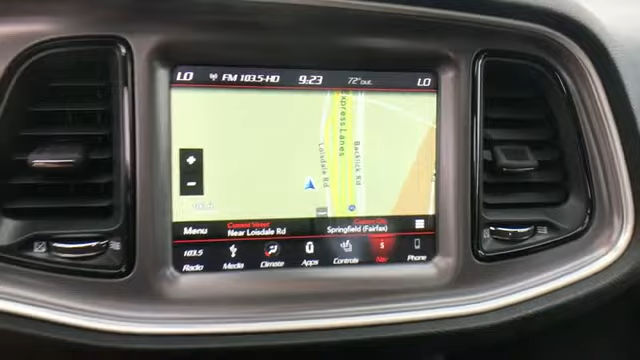 LO FM 103.5-HD 9:23 72° out LO
Express Lanes
Loisdale Rd
Backlick Rd
Current Street
Near Loisdale Rd
Current City
Springfield (Fairfax)
Menu
103.5
Radio Media Climate Apps Controls Nav Phone
S